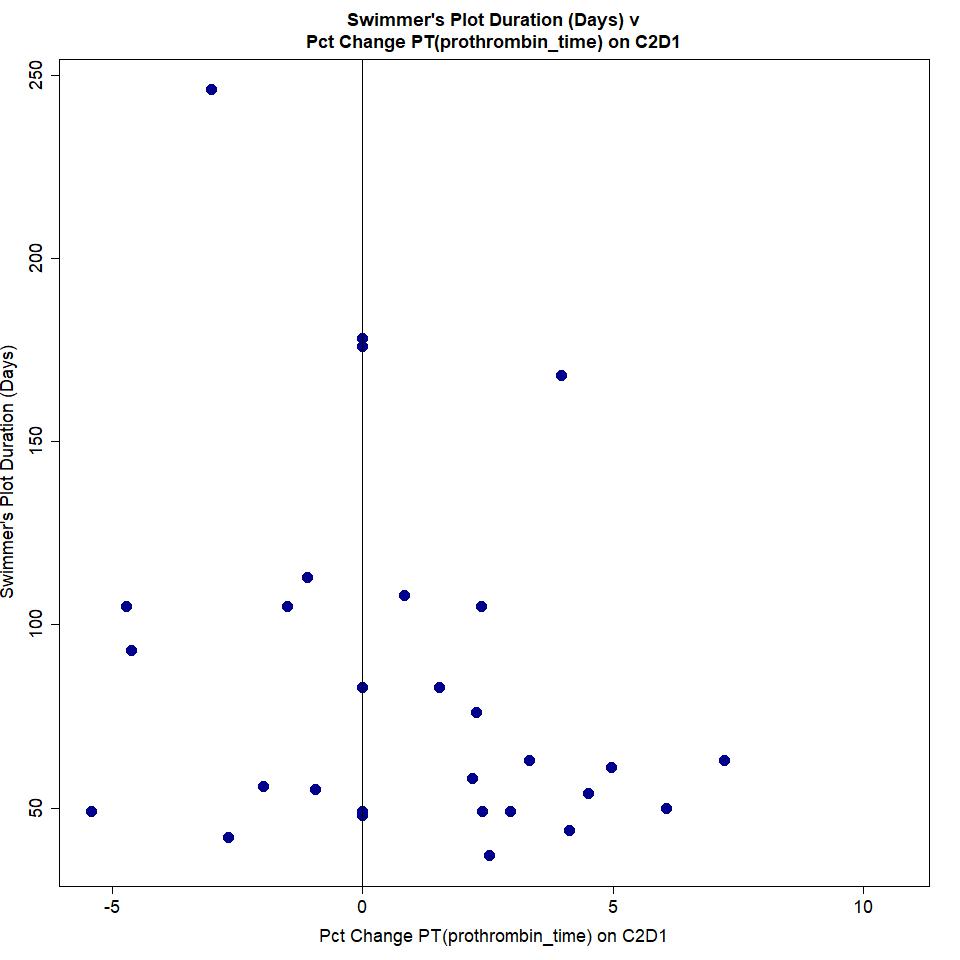 Swimmer's Plot Duration (Days) v
Pct Change PT(prothrombin_time) on C2D1
250
200
150
100
50
Swimmer's Plot Duration (Days)
-5
0
5
10
Pct Change PT(prothrombin_time) on C2D1